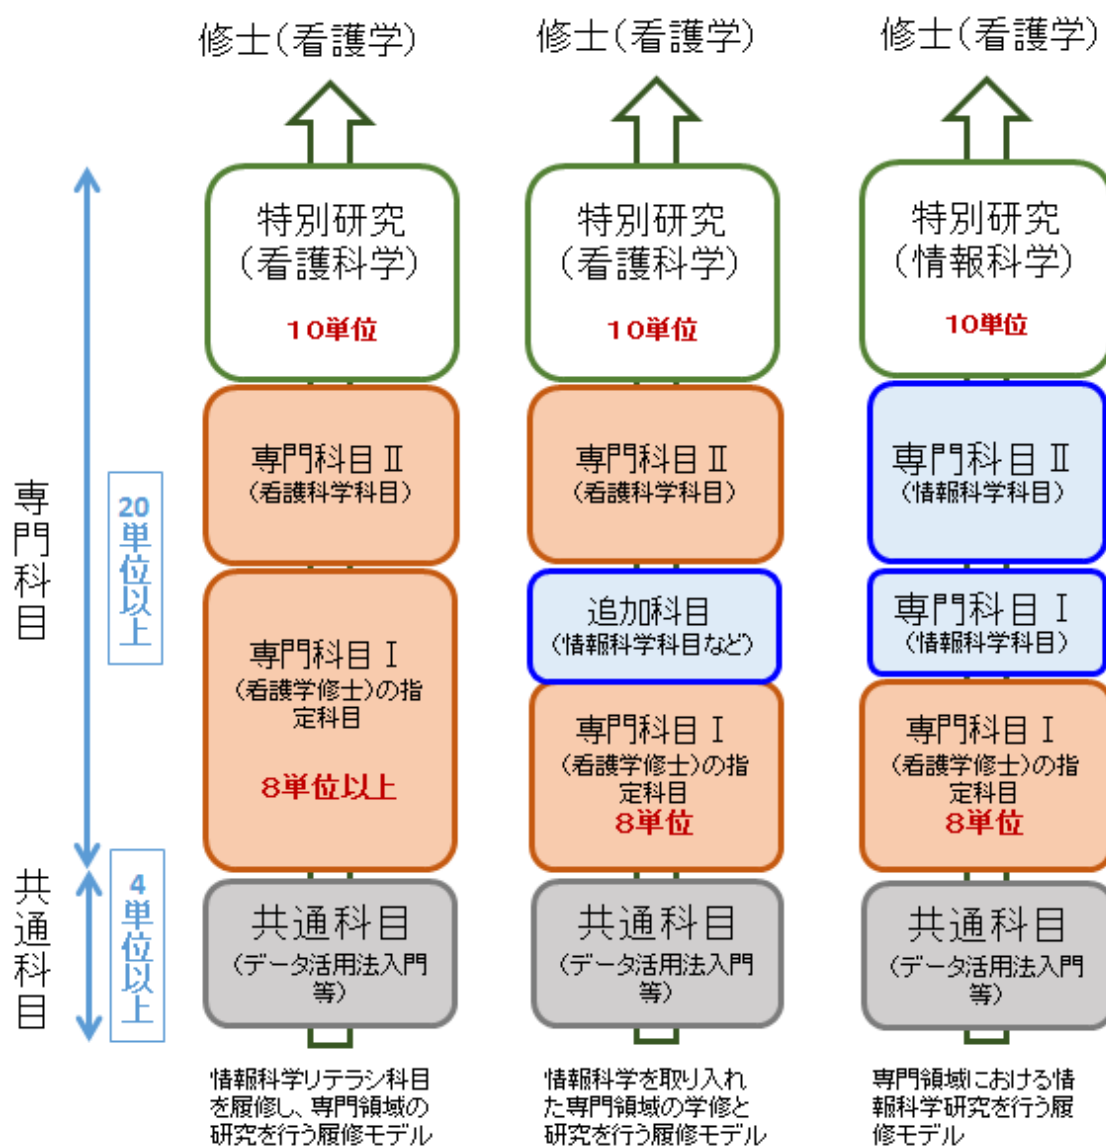 修士(看護学)
特別研究
(看護科学)
10単位
専門科目Ⅱ
(看護科学科目)
専門科目Ⅰ
(看護学修士)の指
定科目
8単位以上
共通科目
(データ活用法入門
等)
情報科学リテラシ科目
を履修し、専門領域の
研究を行う履修モデル
修士(看護学)
特別研究
(看護科学)
10単位
専門科目Ⅱ
(看護科学科目)
追加科目
(情報科学科目など)
専門科目Ⅰ
(看護学修士)の指
定科目
8単位
共通科目
(データ活用法入門
等)
情報科学を取り入れ
た専門領域の学修と
研究を行う履修モデル
修士(看護学)
特別研究
(情報科学)
10単位
専門科目Ⅱ
(情報科学科目)
専門科目Ⅰ
(情報科学科目)
専門科目Ⅰ
(看護学修士)の指
定科目
8単位
共通科目
(データ活用法入門
等)
専門領域における情
報科学研究を行う履
修モデル
専門科目
20単位以上
共通科目
4単位以上